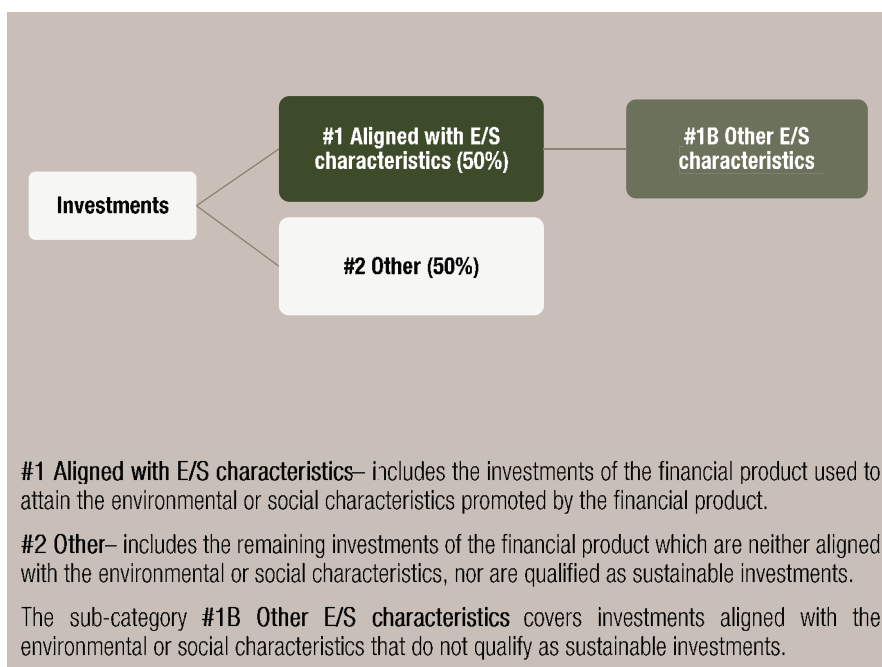 #1 Aligned with E/S
characteristics (50%)
#1B Other E/S
characteristics
Investments
#2 Other (50%)
#1 Aligned with E/S characteristics– includes the investments of the financial product used to
attain the environmental or social characteristics promoted by the financial product.
#2 Other– includes the remaining investments of the financial product which are neither aligned
with the environmental or social characteristics, nor are qualified as sustainable investments.
The sub-category #1B Other E/S characteristics covers investments aligned with the
environmental or social characteristics that do not qualify as sustainable investments.